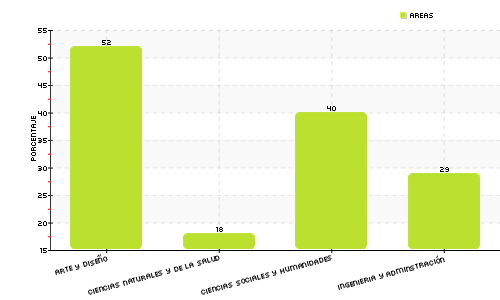 AREAS
PORCENTAJE
55
50
45
40
35
30
25
20
15
52
18
40
29
ARTE Y DISEÑO
CIENCIAS NATURALES Y DE LA SALUD
CIENCIAS SOCIALES Y HUMANIDADES
INGENIERIA Y ADMINSTRACIÓN